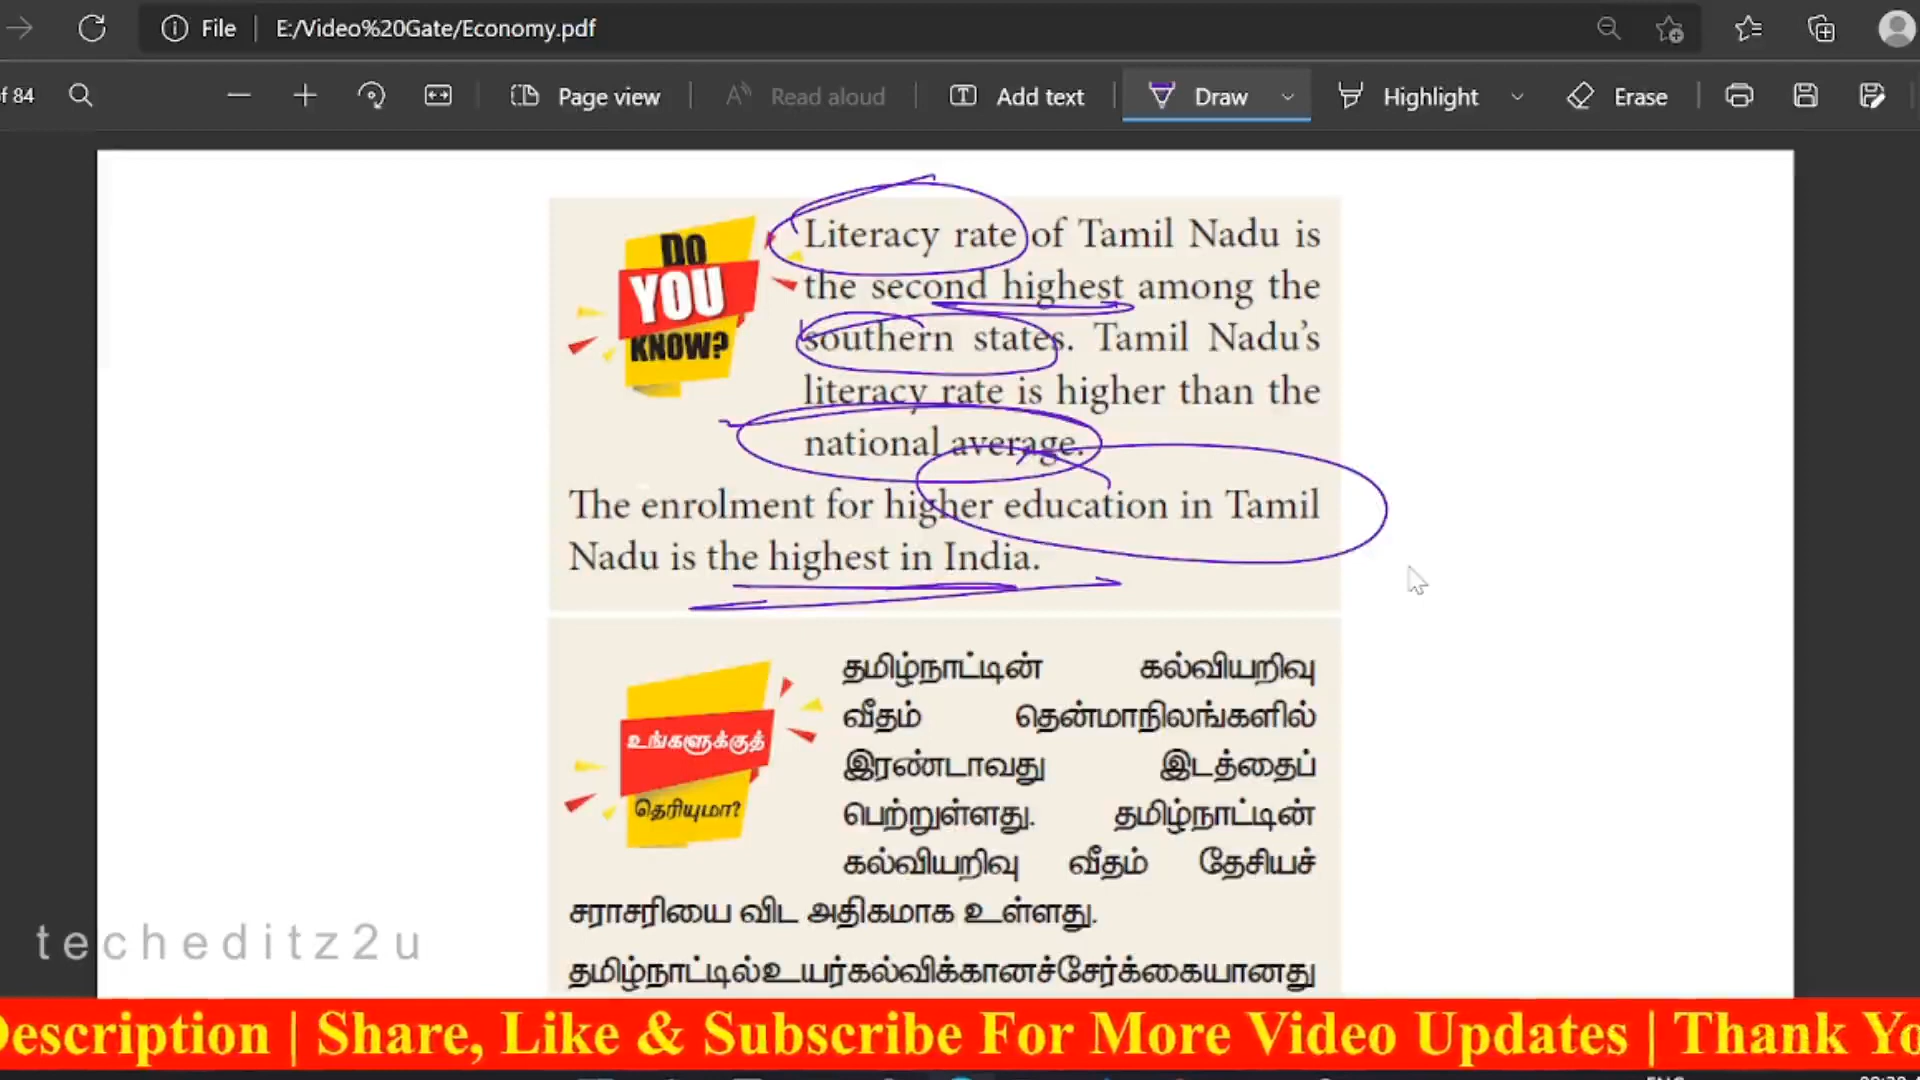 File
E:/Video%20Gate/Economy.pdf
of 84
Page view
Read aloud
Add text
Draw
Highlight
Erase
DO
YOU
KNOW?
Literacy rate of Tamil Nadu is
the second highest among the
southern states. Tamil Nadu’s
literacy rate is higher than the
national average.
The enrolment for higher education in Tamil
Nadu is the highest in India.
உங்களுக்குத்
தெரியுமா?
தமிழ்நாட்டின் கல்வியறிவு
வீதம் தென்மாநிலங்களில்
இரண்டாவது இடத்தைப்
பெற்றுள்ளது. தமிழ்நாட்டின்
கல்வியறிவு வீதம் தேசியச்
சராசரியை விட அதிகமாக உள்ளது.
தமிழ்நாட்டில் உயர்கல்விக்கானச் சேர்க்கையானது
techeditz2u
Description | Share, Like & Subscribe For More Video Updates | Thank Yo